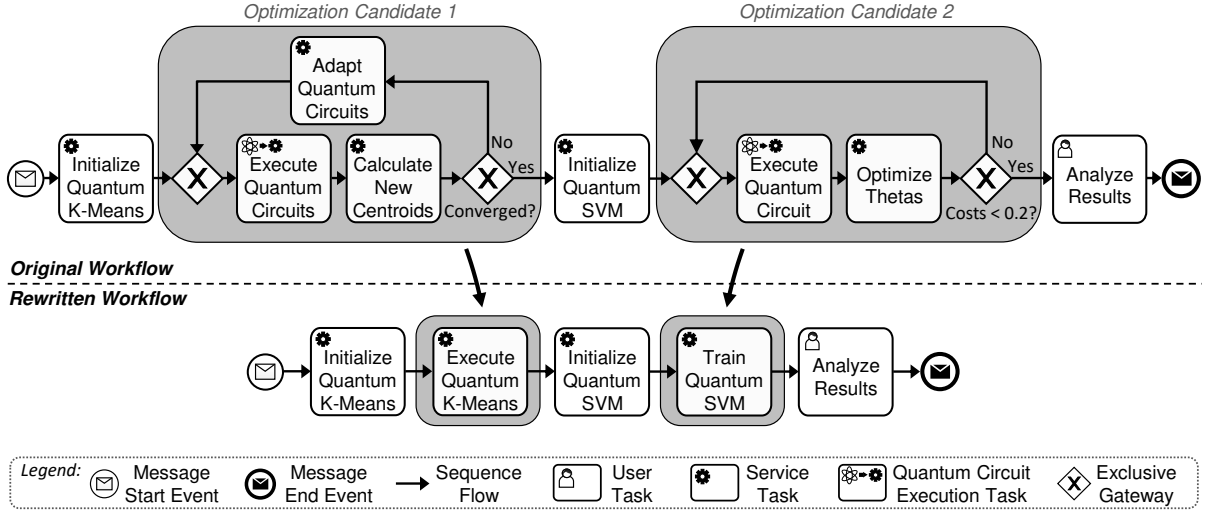 Optimization Candidate 1
Optimization Candidate 2
Adapt
Quantum
Circuits
Initialize
Quantum
K-Means
X
Execute
Quantum
Circuits
Calculate
New
Centroids
X
No
Yes
Converged?
Initialize
Quantum
SVM
X
Execute
Quantum
Circuit
Optimize
Thetas
X
No
Yes
Costs < 0.2?
Analyze
Results
Original Workflow
Rewritten Workflow
Initialize
Quantum
K-Means
Execute
Quantum
K-Means
Initialize
Quantum
SVM
Train
Quantum
SVM
Analyze
Results
Legend:
Message
Start Event
Message
End Event
Sequence
Flow
User
Task
Service
Task
Quantum Circuit
Execution Task
X
Exclusive
Gateway